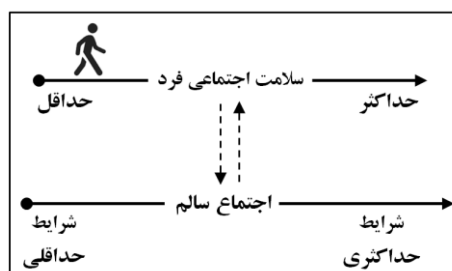 سلامت اجتماعی فرد
حداکثر
حداقل
اجتماع سالم
شرایط
حداکثری
شرایط
حداقلی